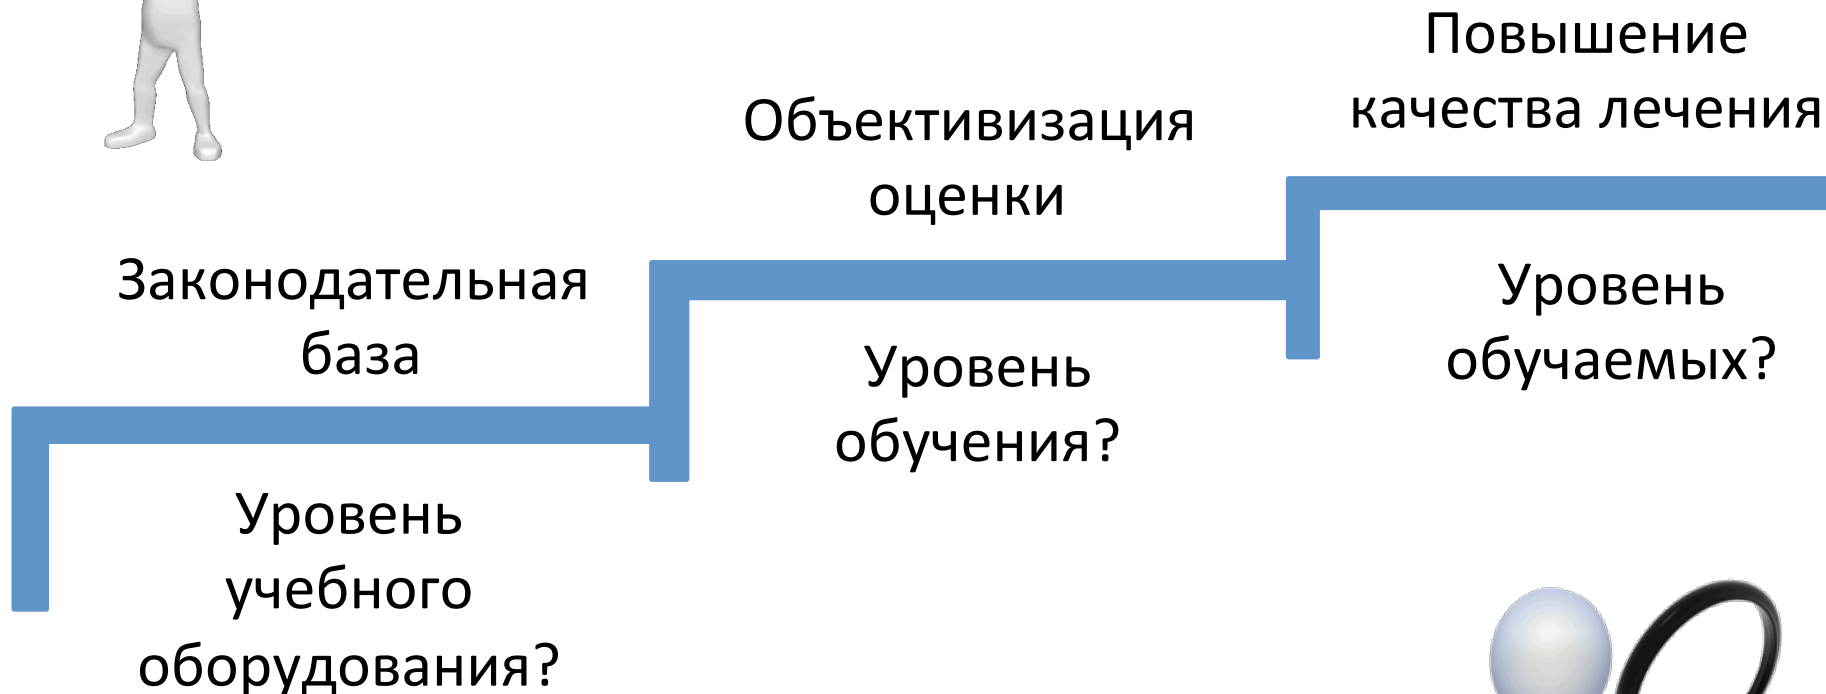 Законодательная
база
Уровень
учебного
оборудования?
Объективизация
оценки
Уровень
обучения?
Повышение
качества лечения
Уровень
обучаемых?